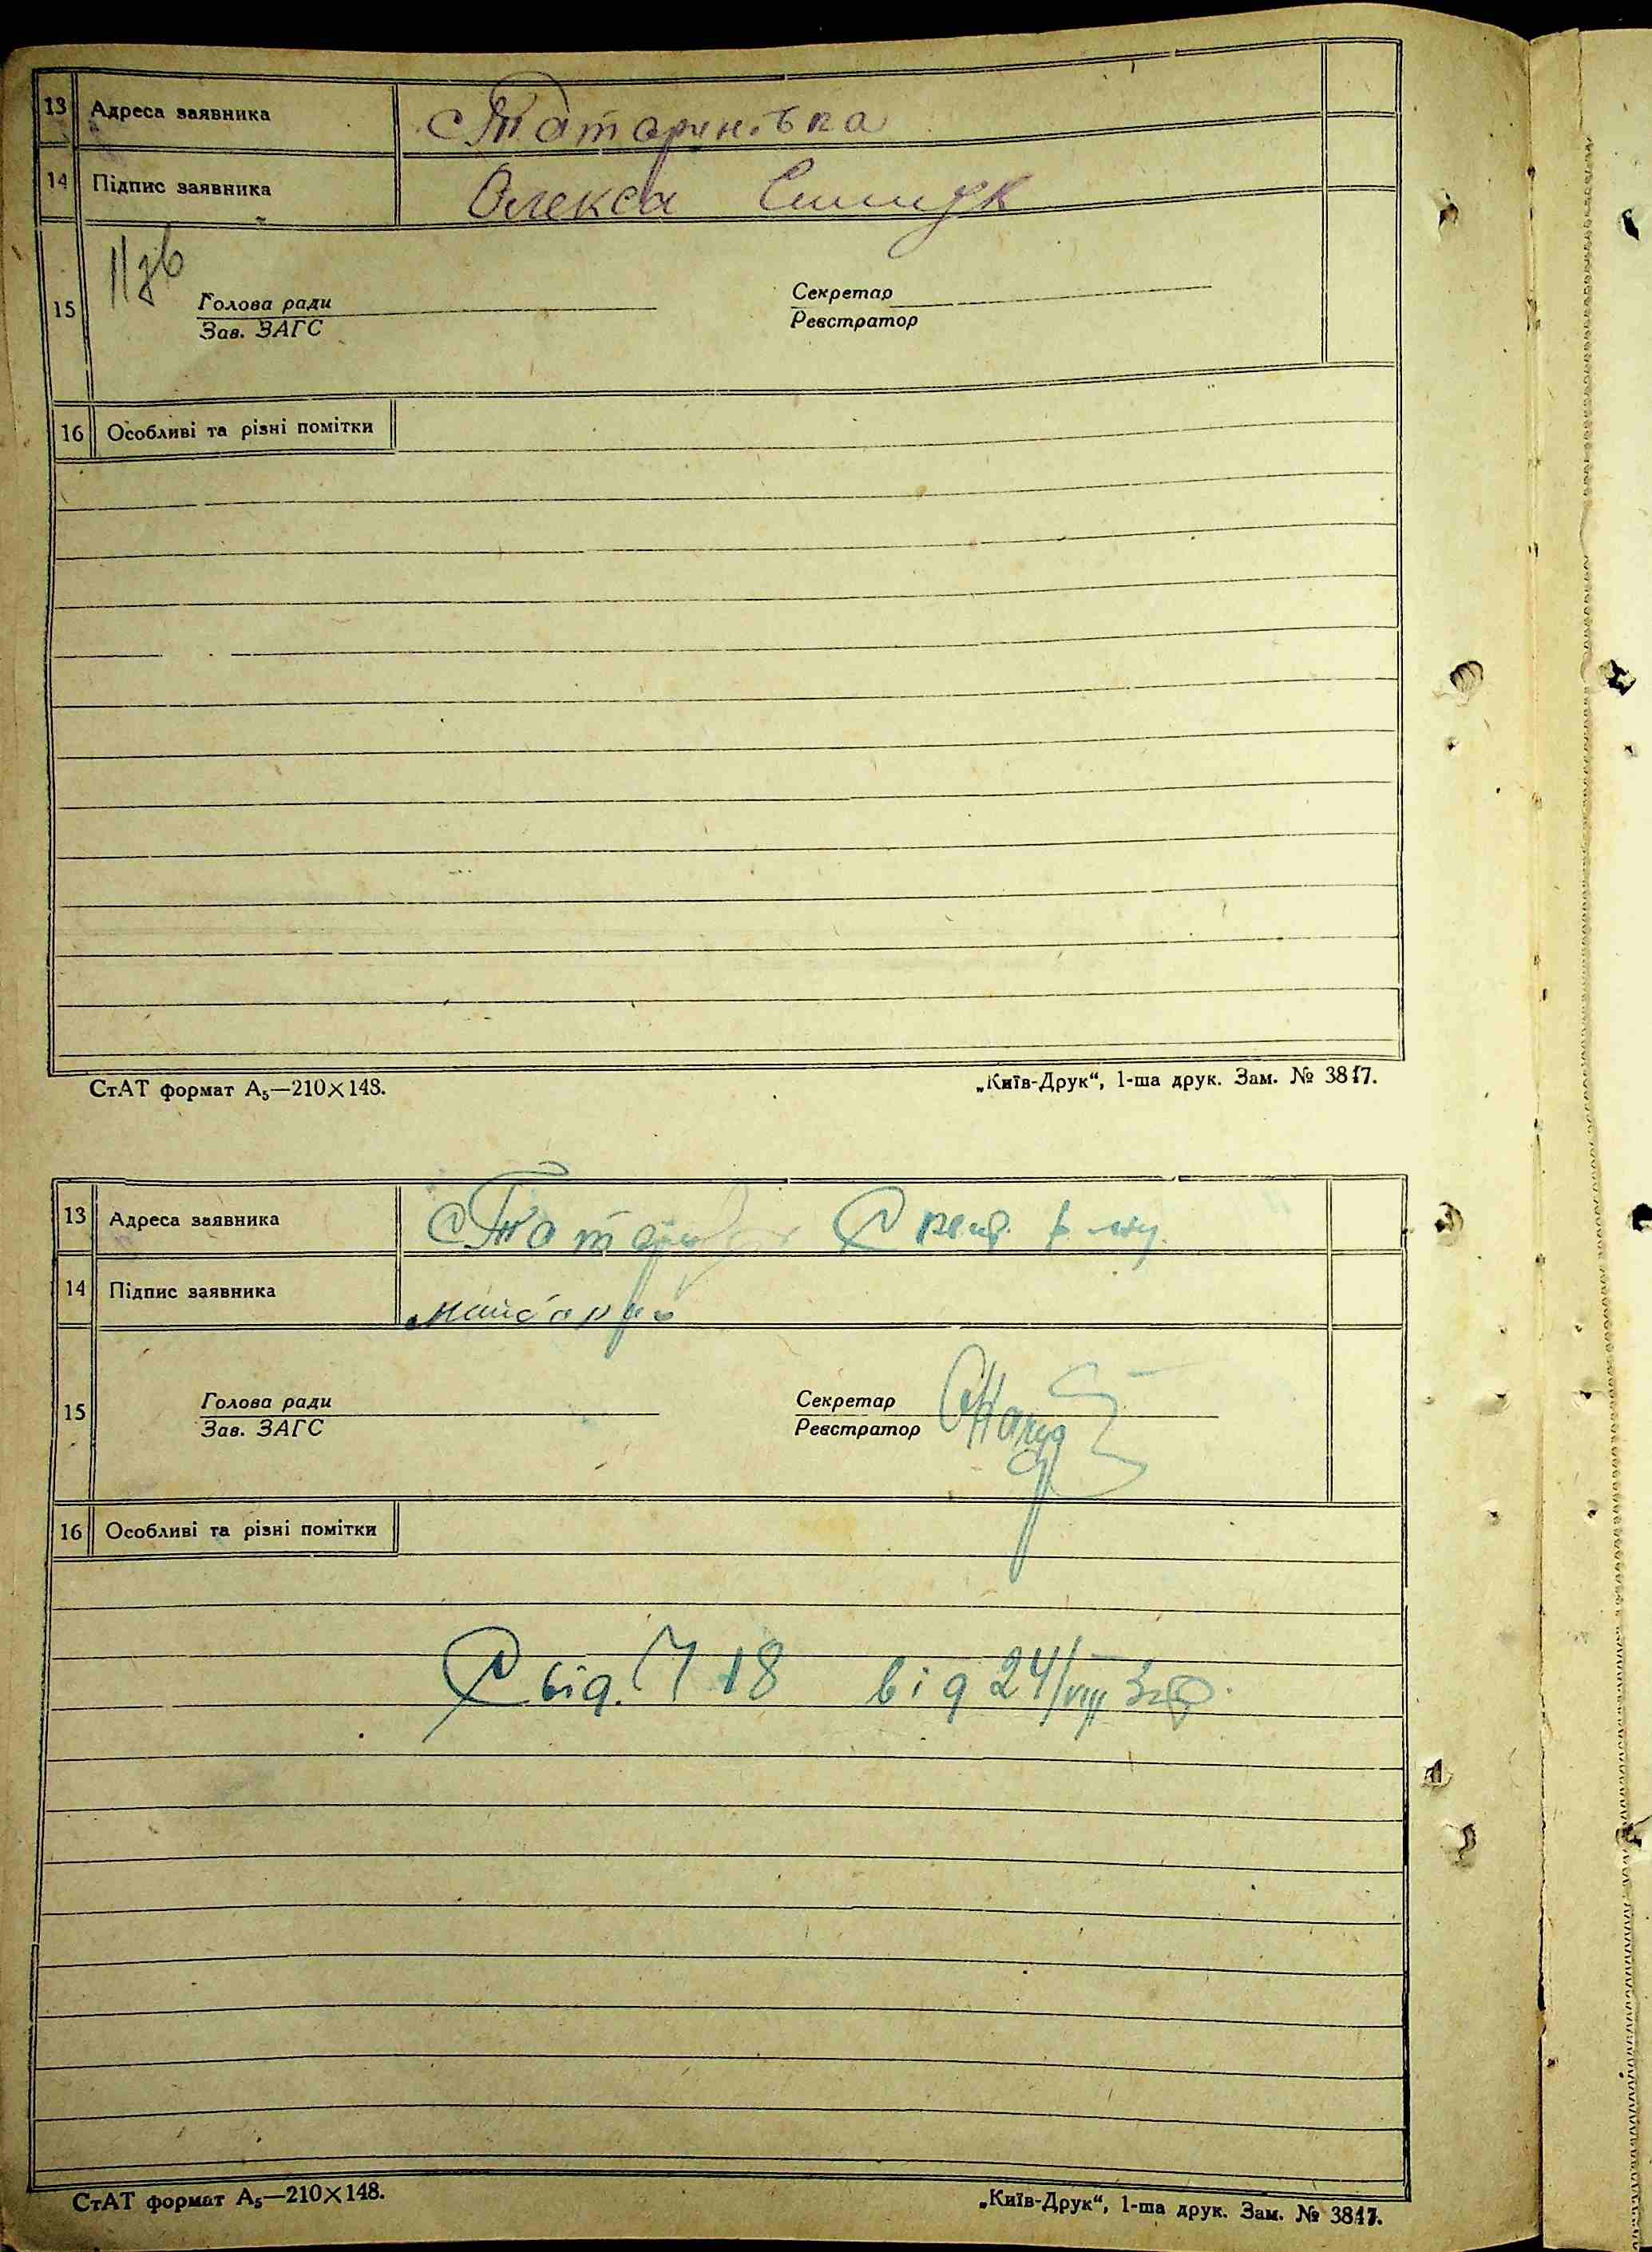 13 Адреса заявника с Татаринівка
14 Підпис заявника Олекса
15
Голова ради Секретар
Зав. ЗАГС Реєстратор
16 Особливі та різні помітки
СтАТ формат А₅—210×148. „Київ-Друк“, 1-ша друк. Зам. № 3817.
13 Адреса заявника с
14 Підпис заявника
15
Голова ради Секретар
Зав. ЗАГС Реєстратор
16 Особливі та різні помітки
Свід. № 18 від 24/VIII
СтАТ формат А₅—210×148. „Київ-Друк“, 1-ша друк. Зам. № 3817.